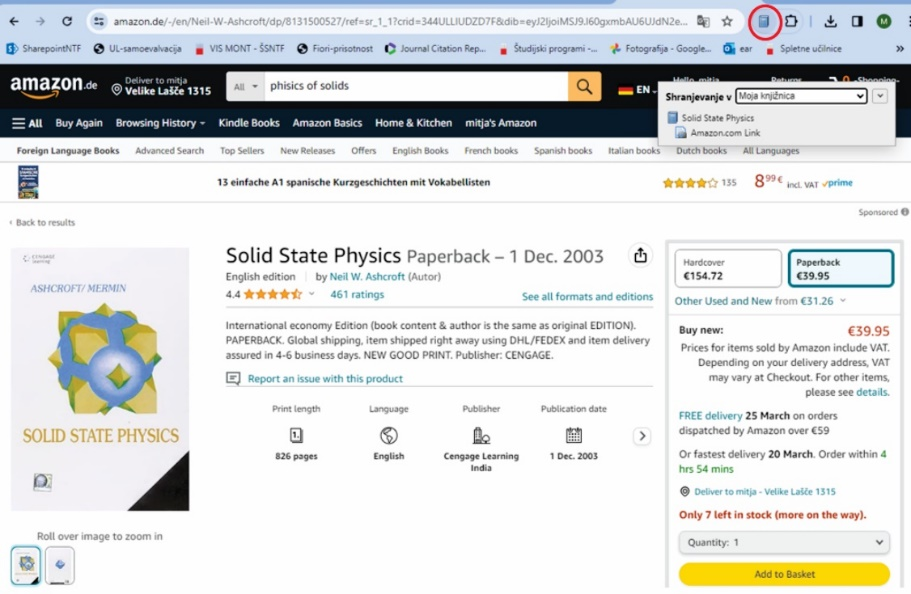 amazon.de/-/en/Neil-W-Ashcroft/dp/8131500527/ref=sr_1_1?crid=344ULLIUDZD7F&dib=eyJ2IjoiMSJ9.I60gxmbAU6UJdN2e...
M
SharepointNTF UL-samoevalvacija VIS MONT - ŠSNTF Fiori-prisotnost Journal Citation Rep... Študijski programi -... Fotografija - Google... ear Spletne učilnice »
amazon.de
Deliver to mitja
Velike Lašče 1315
All phisics of solids
EN
Hello, mitja Returns 0 -Shopping-
Shranjevanje v Moja knjižnica
Solid State Physics
Amazon.com Link
All Buy Again Browsing History Kindle Books Amazon Basics Home & Kitchen mitja's Amazon
Foreign Language Books Advanced Search Top Sellers New Releases Offers English Books French books Spanish books Italian books Dutch books All Languages
13 einfache A1 spanische Kurzgeschichten mit Vokabellisten 135 8,99 € incl. VAT prime
Sponsored
‹ Back to results
CENGAGE
Learning
ASHCROFT/ MERMIN
SOLID STATE PHYSICS
Roll over image to zoom in
Solid State Physics Paperback – 1 Dec. 2003
English edition by Neil W. Ashcroft (Autor)
4.4 461 ratings See all formats and editions
International economy Edition (book content & author is the same as original EDITION).
PAPERBACK. Global shipping, item shipped right away using DHL/FEDEX and item delivery
assured in 4-6 business days. NEW GOOD PRINT. Publisher: CENGAGE.
Report an issue with this product
Print length Language Publisher Publication date
826 pages English Cengage Learning 1 Dec. 2003
India
Hardcover
€154.72
Paperback
€39.95
Other Used and New from €31.26
Buy new: €39.95
Prices for items sold by Amazon include VAT.
Depending on your delivery address, VAT
may vary at Checkout. For other items,
please see details.
FREE delivery 25 March on orders
dispatched by Amazon over €59
Or fastest delivery 20 March. Order within 4
hrs 54 mins
Deliver to mitja - Velike Lašče 1315
Only 7 left in stock (more on the way).
Quantity: 1
Add to Basket